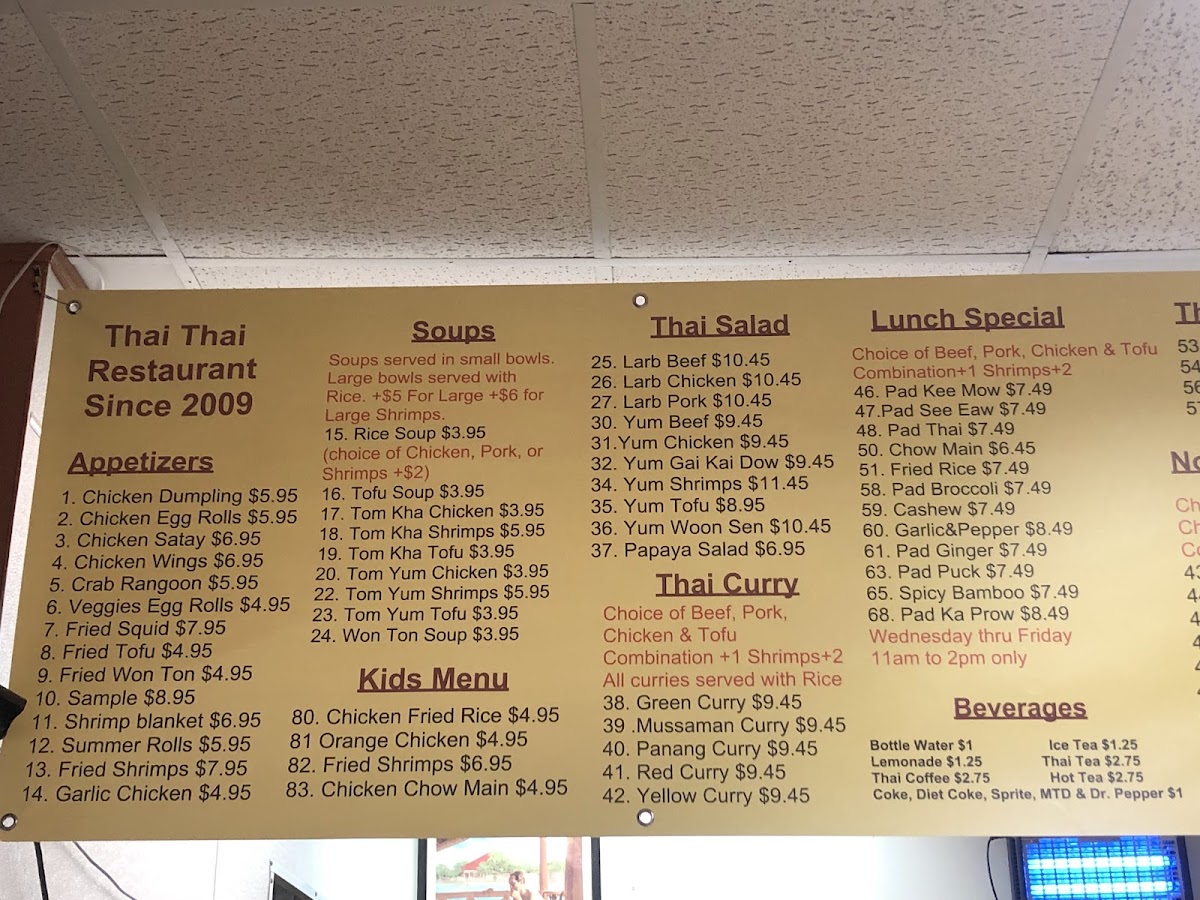 Thai Thai
Restaurant
Since 2009
Appetizers
1. Chicken Dumpling $5.95
2. Chicken Egg Rolls $5.95
3. Chicken Satay $6.95
4. Chicken Wings $6.95
5. Crab Rangoon $5.95
6. Veggies Egg Rolls $4.95
7. Fried Squid $7.95
8. Fried Tofu $4.95
9. Fried Won Ton $4.95
10. Sample $8.95
11. Shrimp blanket $6.95
12. Summer Rolls $5.95
13. Fried Shrimps $7.95
14. Garlic Chicken $4.95
Soups
Soups served in small bowls.
Large bowls served with
Rice. +$5 For Large +$6 for
Large Shrimps.
15. Rice Soup $3.95
(choice of Chicken, Pork, or
Shrimps +$2)
16. Tofu Soup $3.95
17. Tom Kha Chicken $3.95
18. Tom Kha Shrimps $5.95
19. Tom Kha Tofu $3.95
20. Tom Yum Chicken $3.95
22. Tom Yum Shrimps $5.95
23. Tom Yum Tofu $3.95
24. Won Ton Soup $3.95
Kids Menu
80. Chicken Fried Rice $4.95
81 Orange Chicken $4.95
82. Fried Shrimps $6.95
83. Chicken Chow Main $4.95
Thai Salad
25. Larb Beef $10.45
26. Larb Chicken $10.45
27. Larb Pork $10.45
30. Yum Beef $9.45
31.Yum Chicken $9.45
32. Yum Gai Kai Dow $9.45
34. Yum Shrimps $11.45
35. Yum Tofu $8.95
36. Yum Woon Sen $10.45
37. Papaya Salad $6.95
Thai Curry
Choice of Beef, Pork,
Chicken & Tofu
Combination +1 Shrimps+2
All curries served with Rice
38. Green Curry $9.45
39 .Mussaman Curry $9.45
40. Panang Curry $9.45
41. Red Curry $9.45
42. Yellow Curry $9.45
Lunch Special
Choice of Beef, Pork, Chicken & Tofu
Combination+1 Shrimps+2
46. Pad Kee Mow $7.49
47.Pad See Eaw $7.49
48. Pad Thai $7.49
50. Chow Main $6.45
51. Fried Rice $7.49
58. Pad Broccoli $7.49
59. Cashew $7.49
60. Garlic&Pepper $8.49
61. Pad Ginger $7.49
63. Pad Puck $7.49
65. Spicy Bamboo $7.49
68. Pad Ka Prow $8.49
Wednesday thru Friday
11am to 2pm only
Beverages
Bottle Water $1 Ice Tea $1.25
Lemonade $1.25 Thai Tea $2.75
Thai Coffee $2.75 Hot Tea $2.75
Coke, Diet Coke, Sprite, MTD & Dr. Pepper $1
53
54
56